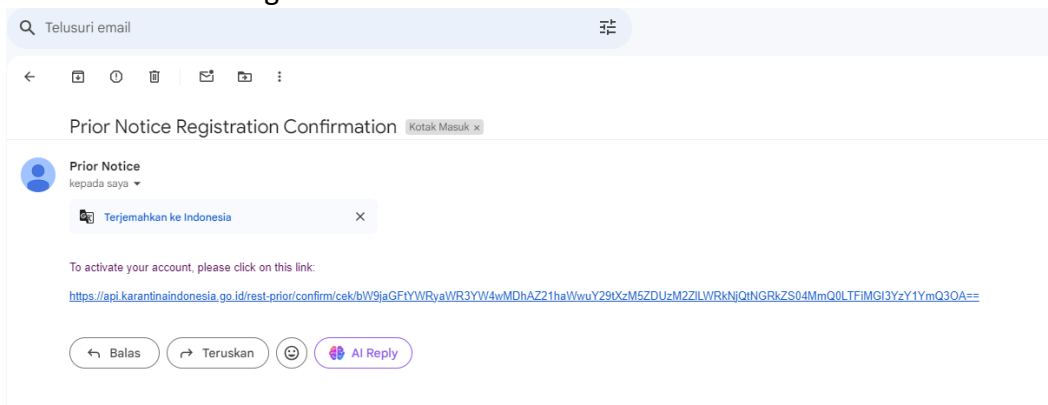 Telusuri email
Prior Notice Registration Confirmation Kotak Masuk x
Prior Notice
kepada saya
Terjemahkan ke Indonesia
To activate your account, please click on this link:
https://api.karantinaindonesia.go.id/rest-prior/confirm/cek/bW9jaGFtYWRyaWR3YW4wMDhAZ21haWwuY29tXzM5ZDUzM2ZlLWRkNjQtNGRkZS04MmQ0LTFiMGI3YzY1YmQ3OA==
Balas
Teruskan
AI Reply